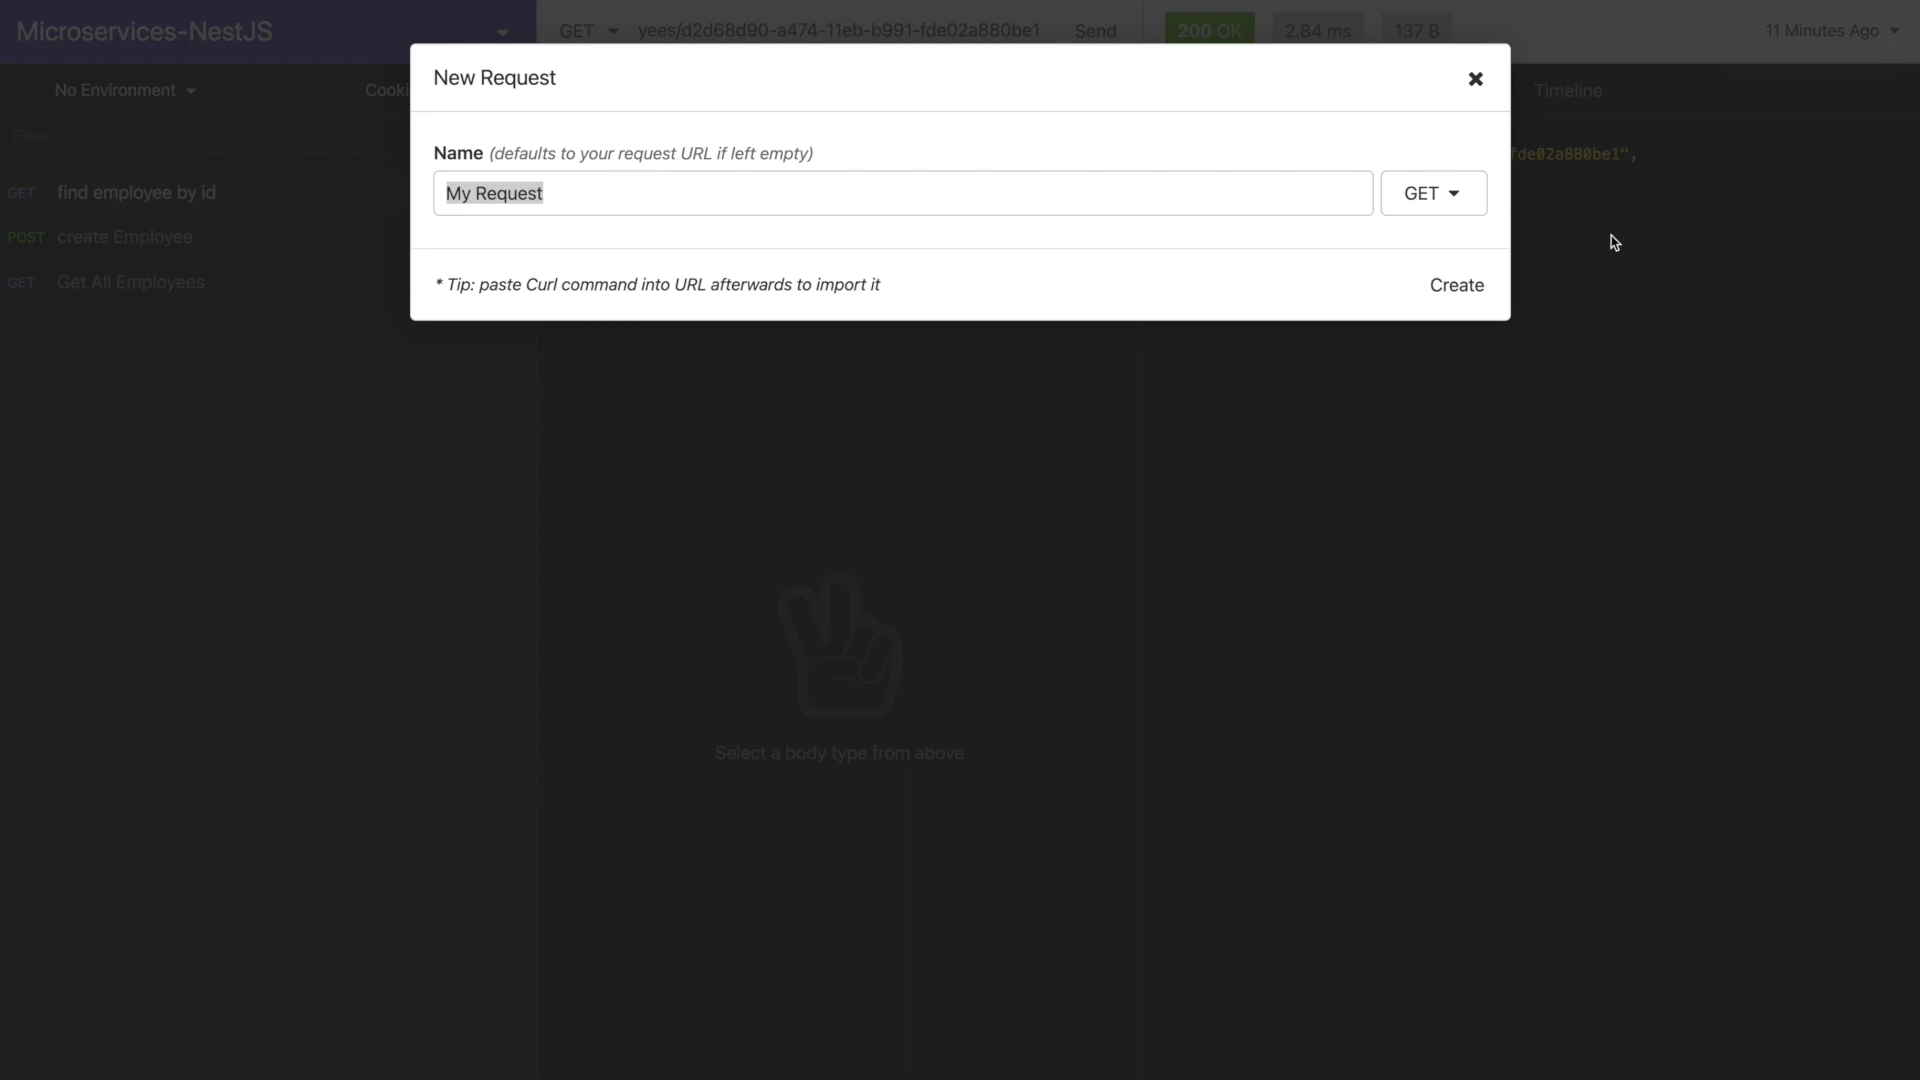 Microservices-NestJS
GET yees/d2d68d90-a474-11eb-b991-fde02a880be1 Send 200 OK 2.84 ms 137 B 11 Minutes Ago
New Request
No Environment Cooki Timeline
Filter
Name (defaults to your request URL if left empty)
fde02a880be1",
My Request GET
GET find employee by id
POST create Employee
GET Get All Employees
* Tip: paste Curl command into URL afterwards to import it Create
Select a body type from above